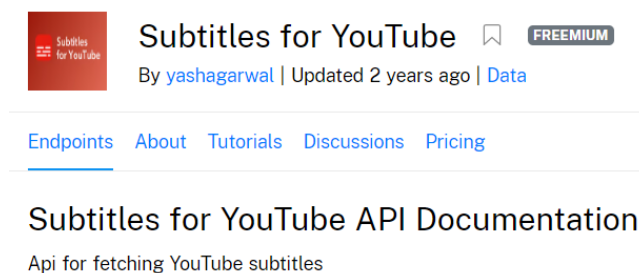 Subtitles
for YouTube
Subtitles for YouTube FREEMIUM
By yashagarwal | Updated 2 years ago | Data
Endpoints About Tutorials Discussions Pricing
Subtitles for YouTube API Documentation
Api for fetching YouTube subtitles